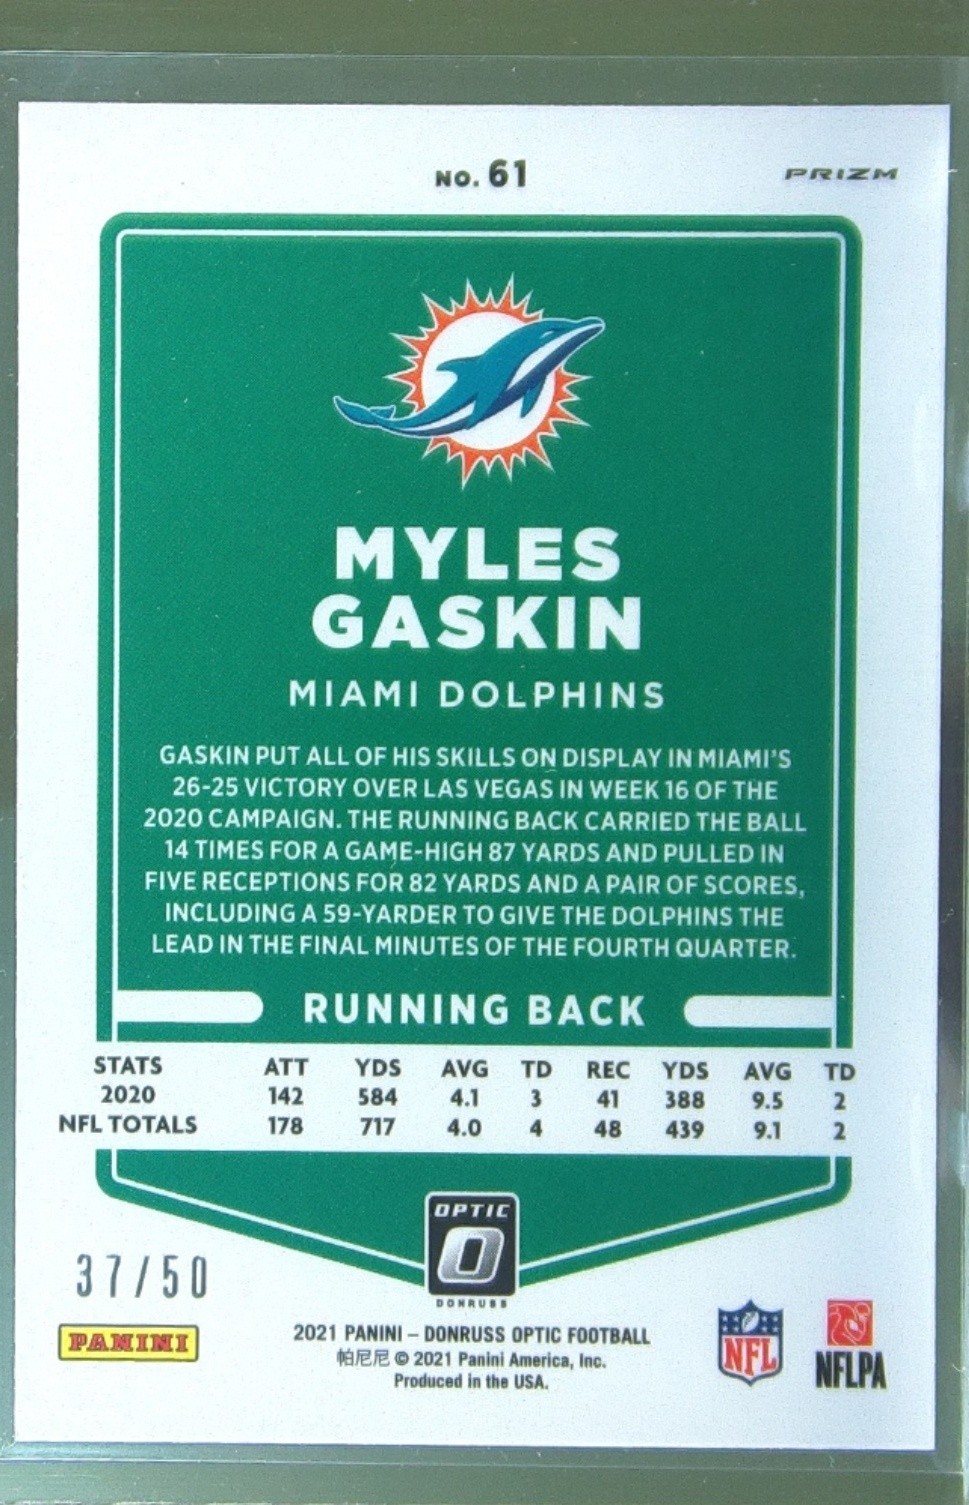 NO. 61
PRIZM
MYLES
GASKIN
MIAMI DOLPHINS
GASKIN PUT ALL OF HIS SKILLS ON DISPLAY IN MIAMI'S
26-25 VICTORY OVER LAS VEGAS IN WEEK 16 OF THE
2020 CAMPAIGN. THE RUNNING BACK CARRIED THE BALL
14 TIMES FOR A GAME-HIGH 87 YARDS AND PULLED IN
FIVE RECEPTIONS FOR 82 YARDS AND A PAIR OF SCORES,
INCLUDING A 59-YARDER TO GIVE THE DOLPHINS THE
LEAD IN THE FINAL MINUTES OF THE FOURTH QUARTER.
RUNNING BACK
STATS ATT YDS AVG TD REC YDS AVG TD
2020 142 584 4.1 3 41 388 9.5 2
NFL TOTALS 178 717 4.0 4 48 439 9.1 2
OPTIC
O
DONRUSS
37/50
PANINI
2021 PANINI – DONRUSS OPTIC FOOTBALL
帕尼尼 © 2021 Panini America, Inc.
Produced in the USA.
NFL
NFLPA